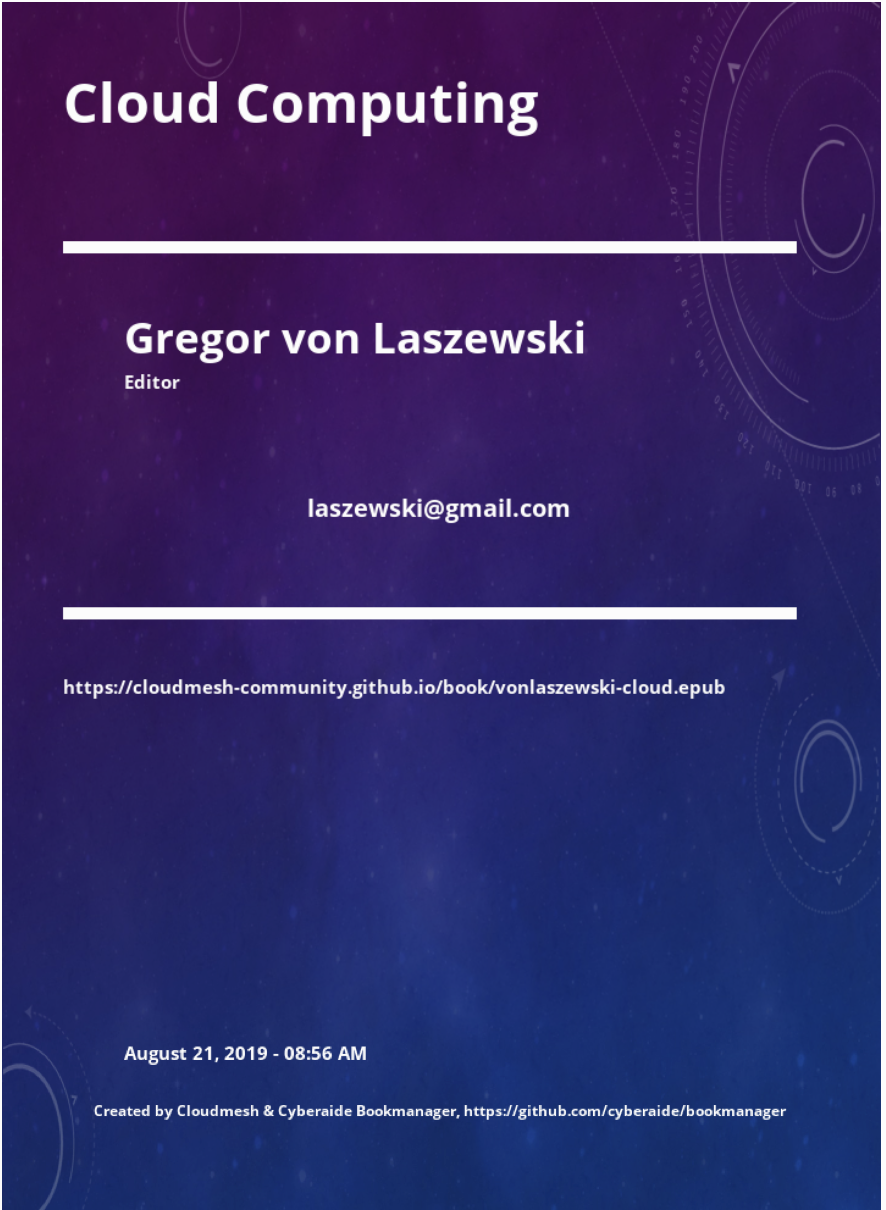 Cloud Computing
Gregor von Laszewski
Editor
laszewski@gmail.com
https://cloudmesh-community.github.io/book/vonlaszewski-cloud.epub
August 21, 2019 - 08:56 AM
Created by Cloudmesh & Cyberaide Bookmanager, https://github.com/cyberaide/bookmanager